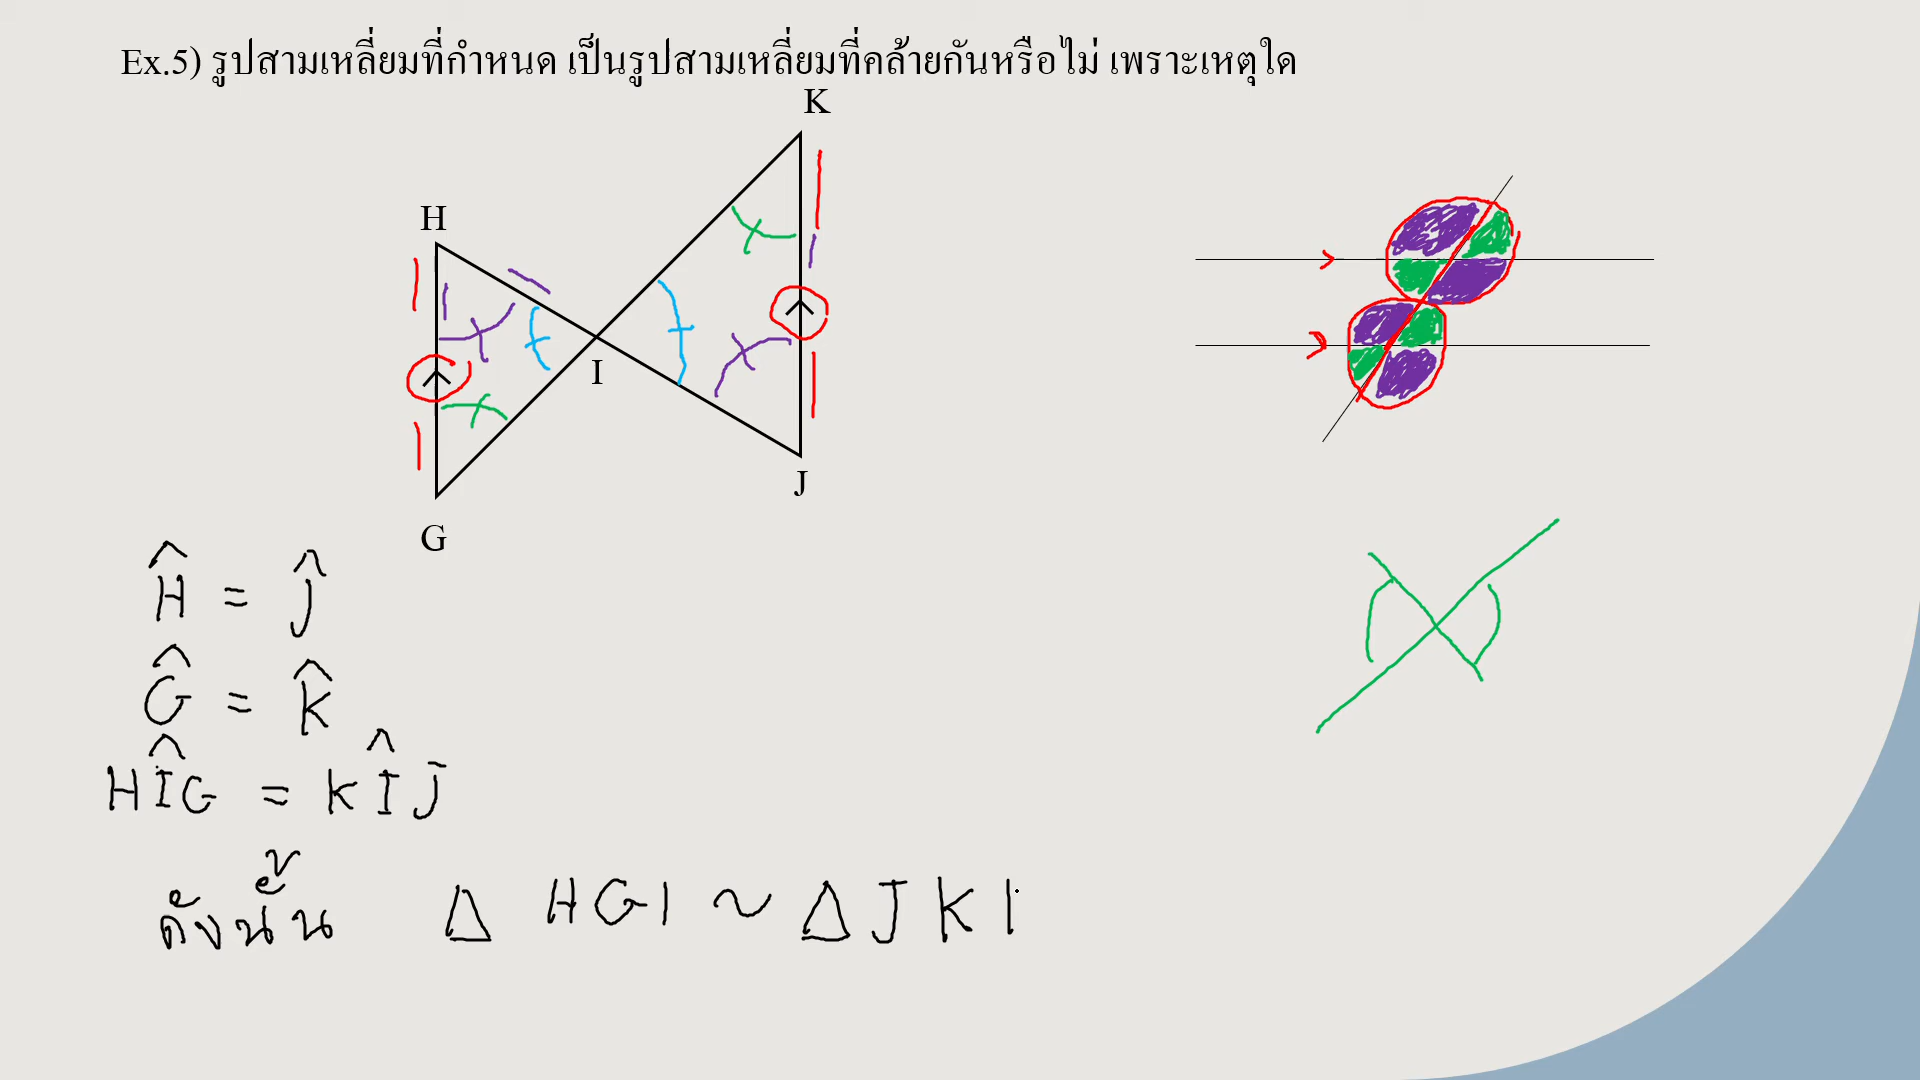 Ex.5) รูปสามเหลี่ยมที่กำหนด เป็นรูปสามเหลี่ยมที่คล้ายกันหรือไม่ เพราะเหตุใด
K
H
I
J
G
Ĥ = Ĵ
Ĝ = K̂
HÎG = KÎJ
ดังนั้น Δ HGI ~ Δ JKI